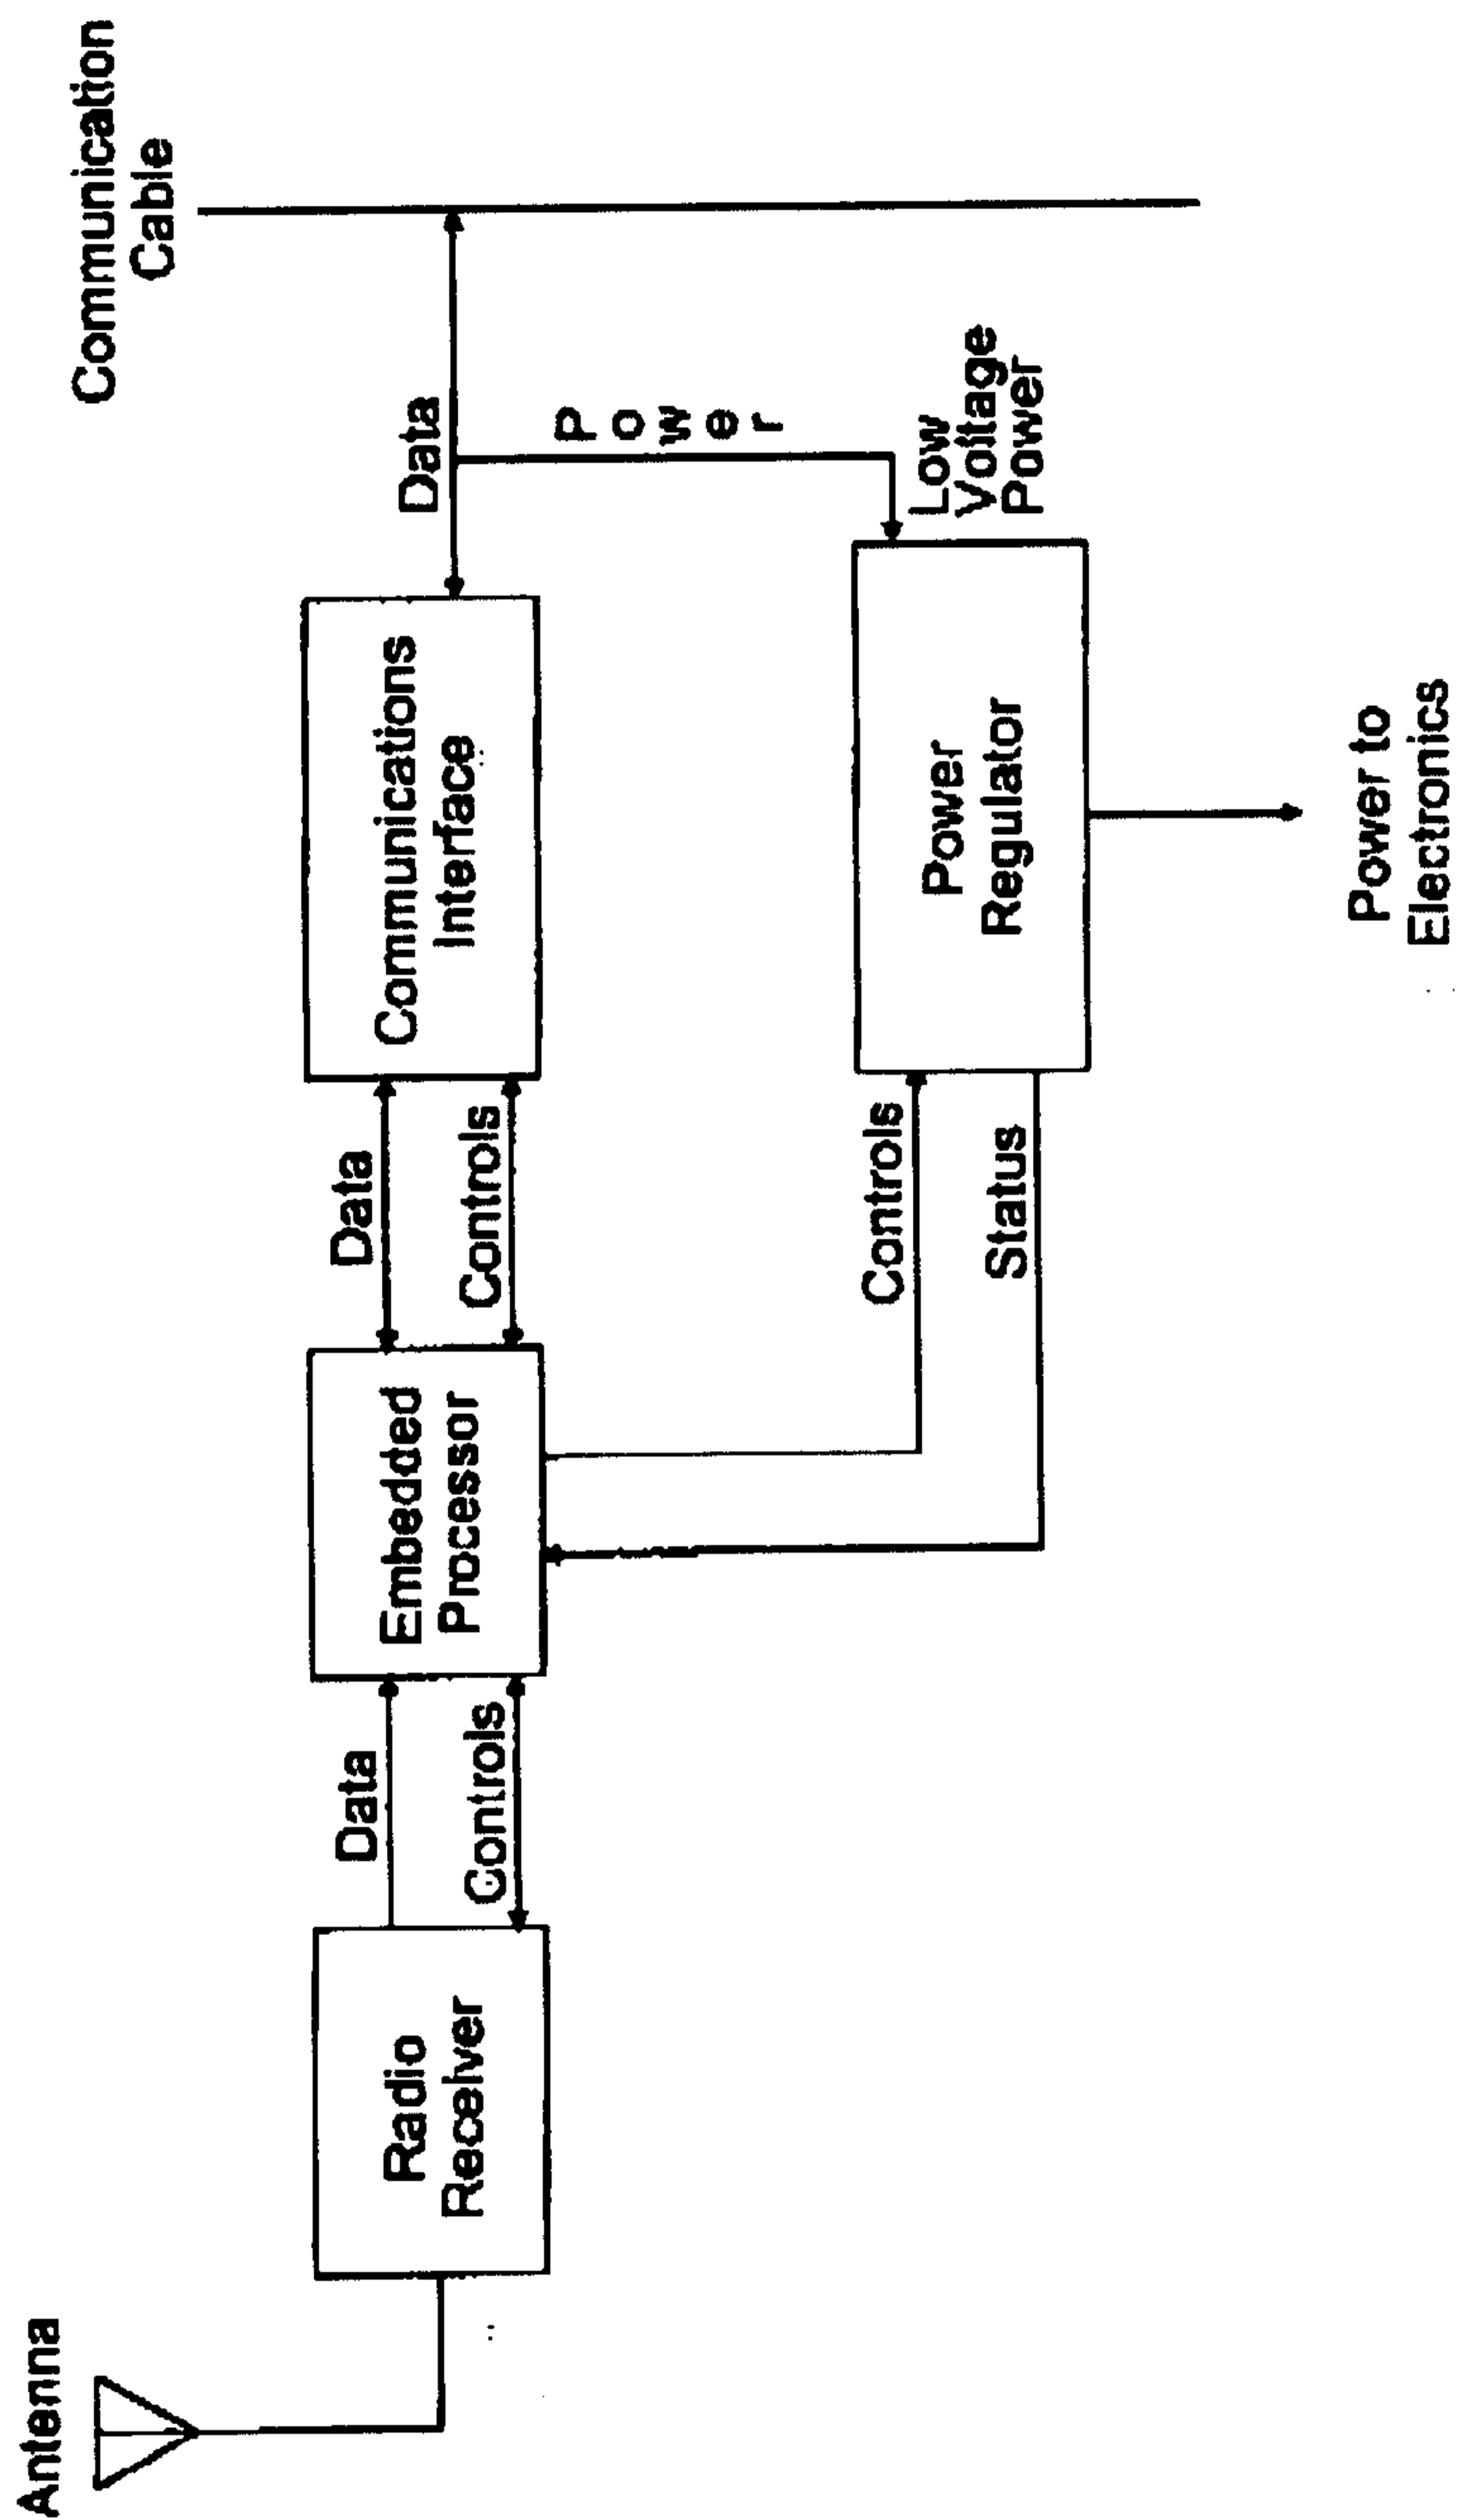 Antenna
Communication
Cable
Data
Data
Data
Radio
Receiver
Embedded
Processor
Communications
Interface
Controls
Controls
Power
Controls
Status
Power
Regulator
Low
Voltage
Power
Power to
Electronics